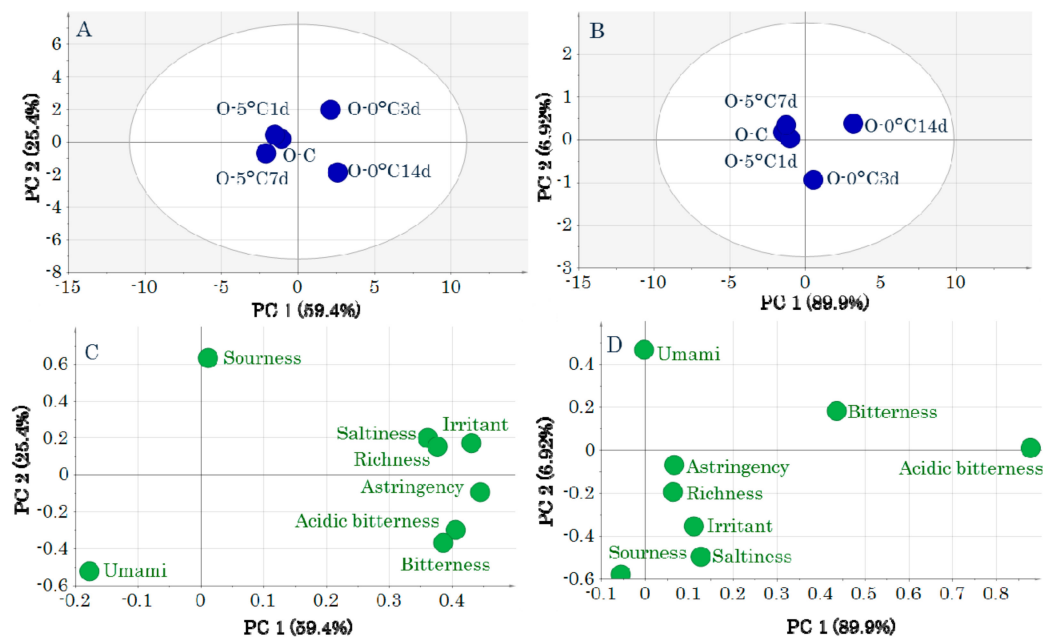 A
6
4
2
0
-2
-4
-6
-8
PC 2 (25.4%)
O-5°C1d
O-0°C3d
O-C
O-5°C7d
O-0°C14d
-15
-10
-5
0
5
10
PC 1 (59.4%)
B
2
1
0
-1
-2
-3
PC 2 (6.92%)
O-5°C7d
O-C
O-0°C14d
O-5°C1d
O-0°C3d
-15
-10
-5
0
5
10
PC 1 (89.9%)
C
0.6
0.4
0.2
0
-0.2
-0.4
-0.6
PC 2 (25.4%)
Sourness
Irritant
Saltiness
Richness
Astringency
Acidic bitterness
Bitterness
Umami
-0.2
-0.1
0
0.1
0.2
0.3
0.4
PC 1 (59.4%)
D
0.4
0.2
0
-0.2
-0.4
-0.6
PC 2 (6.92%)
Umami
Bitterness
Acidic bitterness
Astringency
Richness
Irritant
Sourness
Saltiness
-0.1
0
0.1
0.2
0.3
0.4
0.5
0.6
0.7
0.8
PC 1 (89.9%)